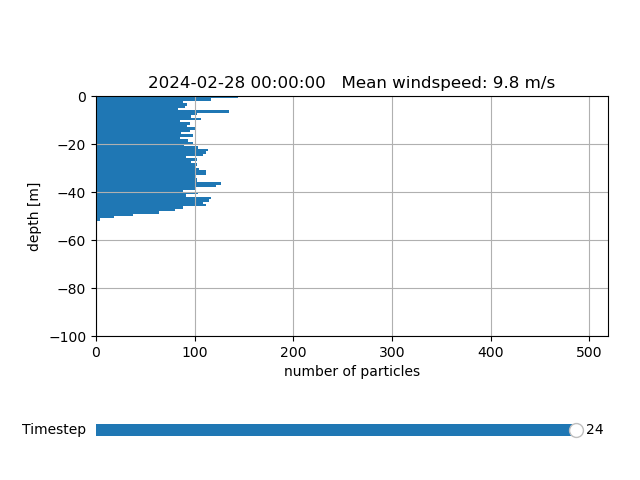 2024-02-28 00:00:00   Mean windspeed: 9.8 m/s
0
−20
−40
−60
−80
−100
depth [m]
0 100 200 300 400 500
number of particles
Timestep 24